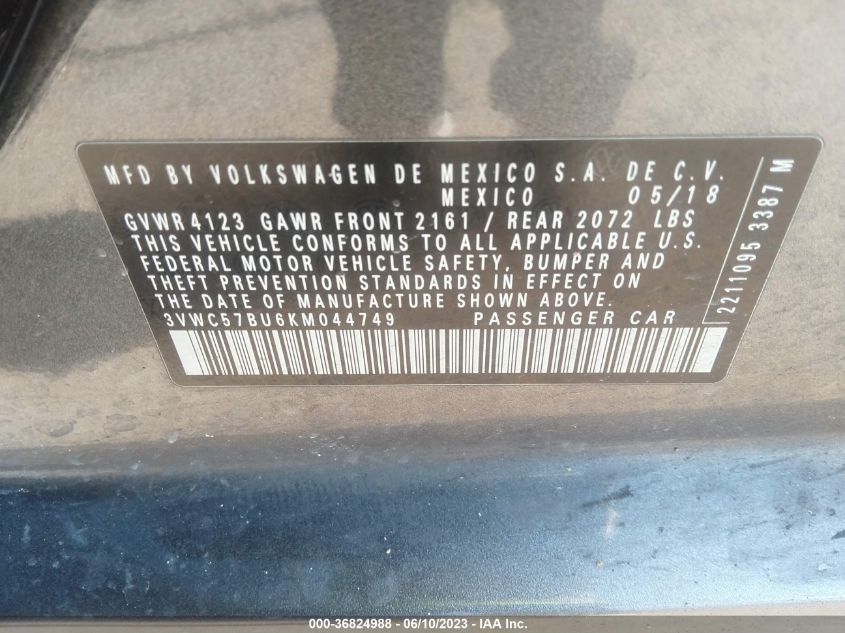 MFD BY VOLKSWAGEN DE MEXICO S.A. DE C.V.
MEXICO 05/18
GVWR 4123 GAWR FRONT 2161 / REAR 2072 LBS
THIS VEHICLE CONFORMS TO ALL APPLICABLE U.S.
FEDERAL MOTOR VEHICLE SAFETY, BUMPER AND
THEFT PREVENTION STANDARDS IN EFFECT ON
THE DATE OF MANUFACTURE SHOWN ABOVE.
3VWC57BU6KM044749 PASSENGER CAR
2211095 3387 M
000-36824988 - 06/10/2023 - IAA Inc.